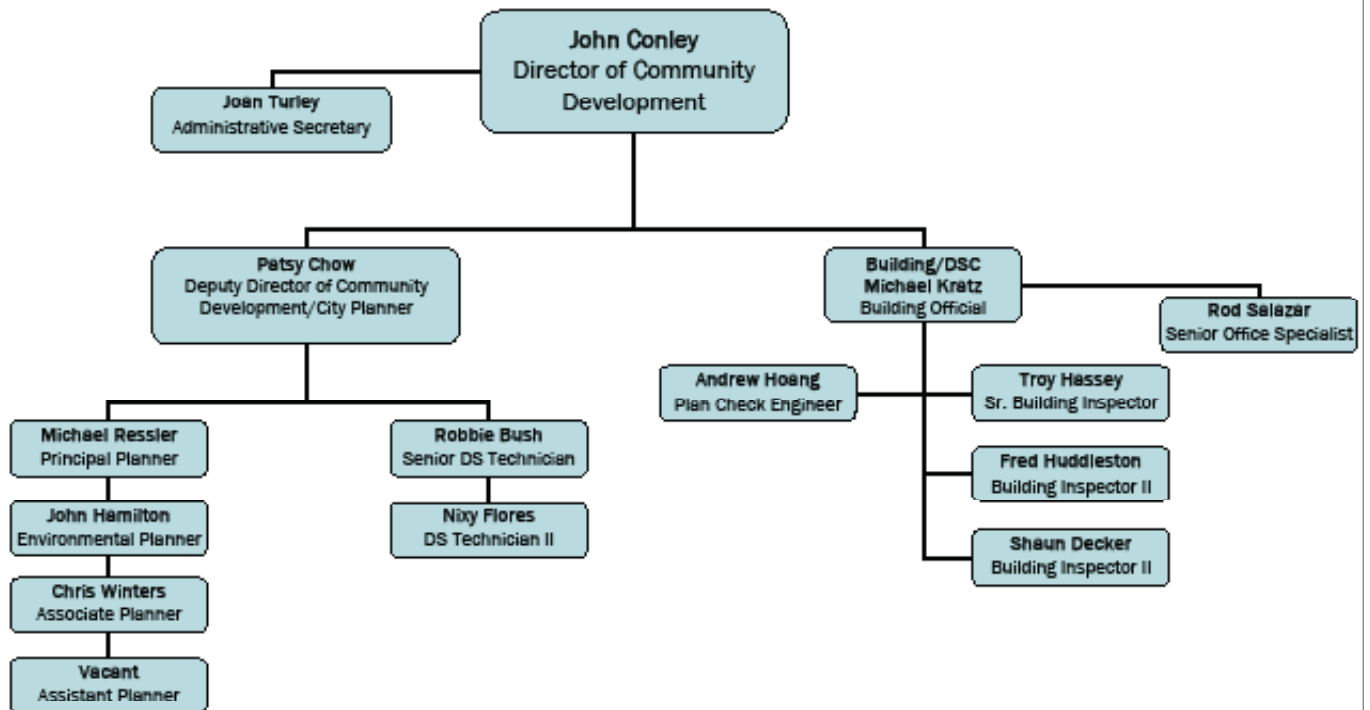 John Conley
Director of Community
Development
Joan Turley
Administrative Secretary
Patsy Chow
Deputy Director of Community
Development/City Planner
Building/DSC
Michael Kratz
Building Official
Rod Salazar
Senior Office Specialist
Andrew Hoang
Plan Check Engineer
Troy Hassey
Sr. Building Inspector
Michael Ressler
Principal Planner
Robbie Bush
Senior DS Technician
Fred Huddleston
Building Inspector II
John Hamilton
Environmental Planner
Nixy Flores
DS Technician II
Shaun Decker
Building Inspector II
Chris Winters
Associate Planner
Vacant
Assistant Planner